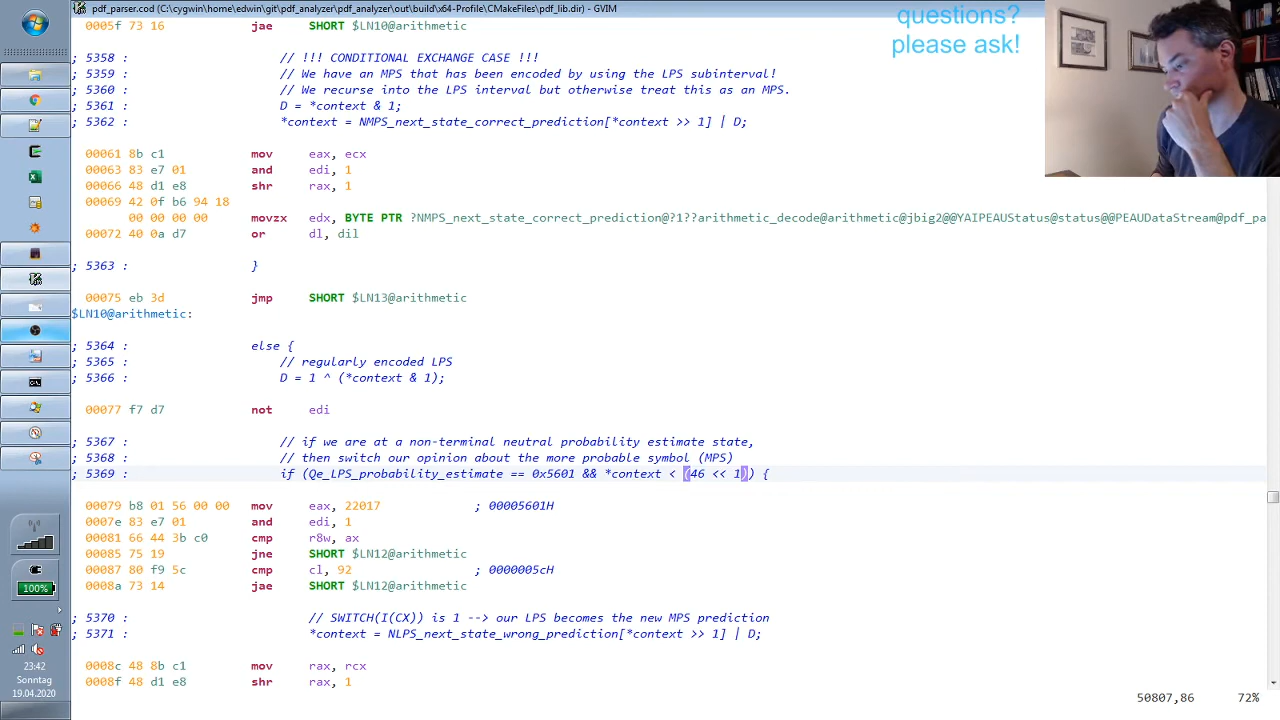 pdf_parser.cod (C:\cygwin\home\edwin\git\pdf_analyzer\pdf_analyzer\out\build\x64-Profile\CMakeFiles\pdf_lib.dir) - GVIM
questions?
please ask!
0005f 73 16 jae SHORT $LN10@arithmetic
; 5358 : // !!! CONDITIONAL EXCHANGE CASE !!!
; 5359 : // We have an MPS that has been encoded by using the LPS subinterval!
; 5360 : // We recurse into the LPS interval but otherwise treat this as an MPS.
; 5361 : D = *context & 1;
; 5362 : *context = NMPS_next_state_correct_prediction[*context >> 1] | D;
00061 8b c1 mov eax, ecx
00063 83 e7 01 and edi, 1
00066 48 d1 e8 shr rax, 1
00069 42 0f b6 94 18
00 00 00 00 movzx edx, BYTE PTR ?NMPS_next_state_correct_prediction@?1??arithmetic_decode@arithmetic@jbig2@@YAIPEAUStatus@status@@PEAUDataStream@pdf_pa
00072 40 0a d7 or dl, dil
; 5363 : }
00075 eb 3d jmp SHORT $LN13@arithmetic
$LN10@arithmetic:
; 5364 : else {
; 5365 : // regularly encoded LPS
; 5366 : D = 1 ^ (*context & 1);
00077 f7 d7 not edi
; 5367 : // if we are at a non-terminal neutral probability estimate state,
; 5368 : // then switch our opinion about the more probable symbol (MPS)
; 5369 : if (Qe_LPS_probability_estimate == 0x5601 && *context < (46 << 1)) {
00079 b8 01 56 00 00 mov eax, 22017 ; 00005601H
0007e 83 e7 01 and edi, 1
00081 66 44 3b c0 cmp r8w, ax
00085 75 19 jne SHORT $LN12@arithmetic
00087 80 f9 5c cmp cl, 92 ; 0000005cH
0008a 73 14 jae SHORT $LN12@arithmetic
; 5370 : // SWITCH(I(CX)) is 1 --> our LPS becomes the new MPS prediction
; 5371 : *context = NLPS_next_state_wrong_prediction[*context >> 1] | D;
0008c 48 8b c1 mov rax, rcx
0008f 48 d1 e8 shr rax, 1
50807,86 72%
100%
23:42
Sonntag
19.04.2020